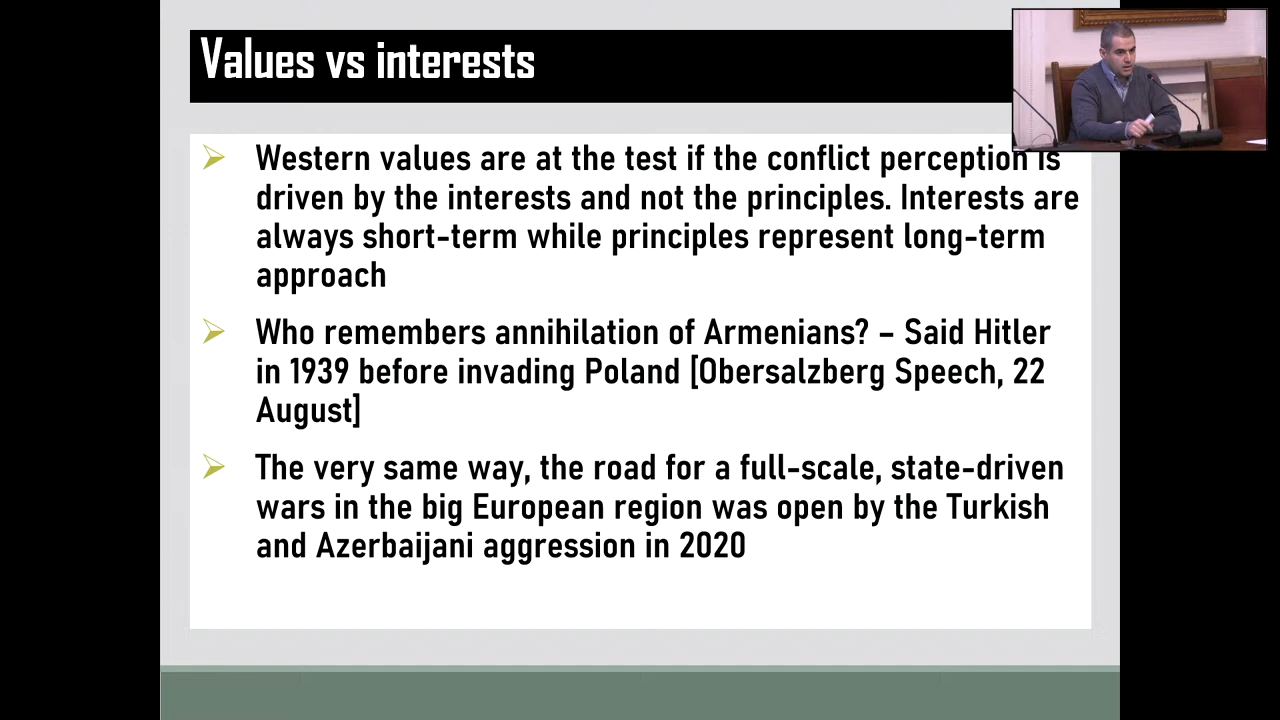 Values vs interests
Western values are at the test if the conflict perception is
driven by the interests and not the principles. Interests are
always short-term while principles represent long-term
approach
Who remembers annihilation of Armenians? – Said Hitler
in 1939 before invading Poland [Obersalzberg Speech, 22
August]
The very same way, the road for a full-scale, state-driven
wars in the big European region was open by the Turkish
and Azerbaijani aggression in 2020